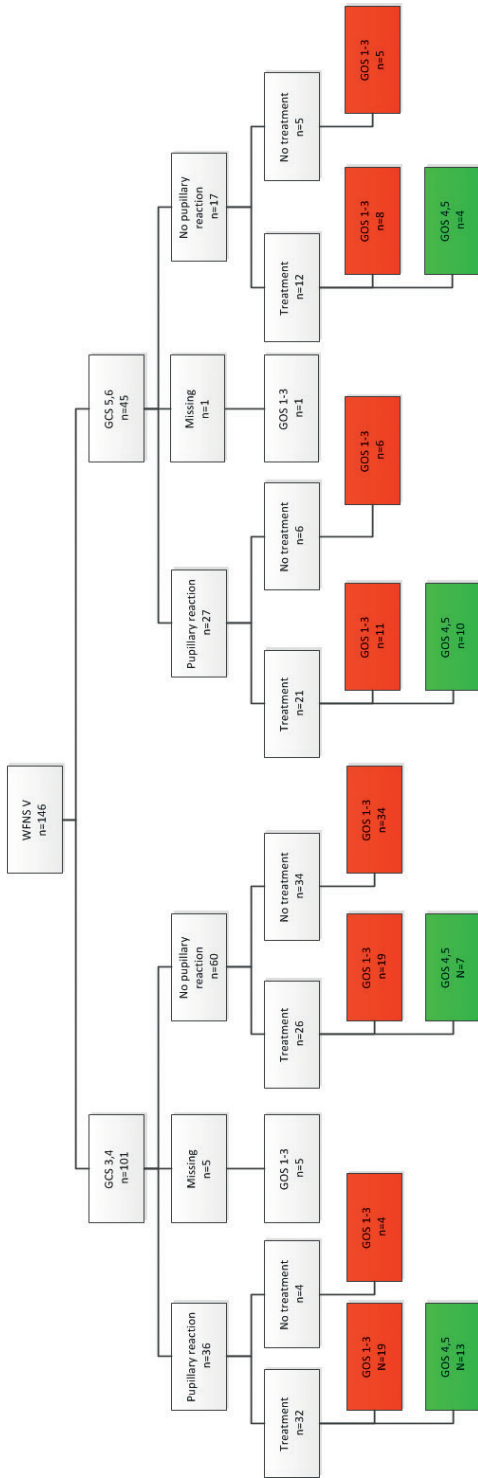 WFNS V
n=146
GCS 3,4
n=101
GCS 5,6
n=45
Pupillary reaction
n=36
Missing
n=5
No pupillary
reaction
n=60
Pupillary reaction
n=27
Missing
n=1
No pupillary
reaction
n=17
Treatment
n=32
No treatment
n=4
GOS 1-3
n=5
Treatment
n=26
No treatment
n=34
Treatment
n=21
No treatment
n=6
GOS 1-3
n=1
Treatment
n=12
No treatment
n=5
GOS 1-3
N=19
GOS 1-3
n=4
GOS 1-3
n=19
GOS 1-3
n=34
GOS 1-3
n=11
GOS 1-3
n=6
GOS 1-3
n=8
GOS 1-3
n=5
GOS 4,5
N=13
GOS 4,5
N=7
GOS 4,5
n=10
GOS 4,5
n=4